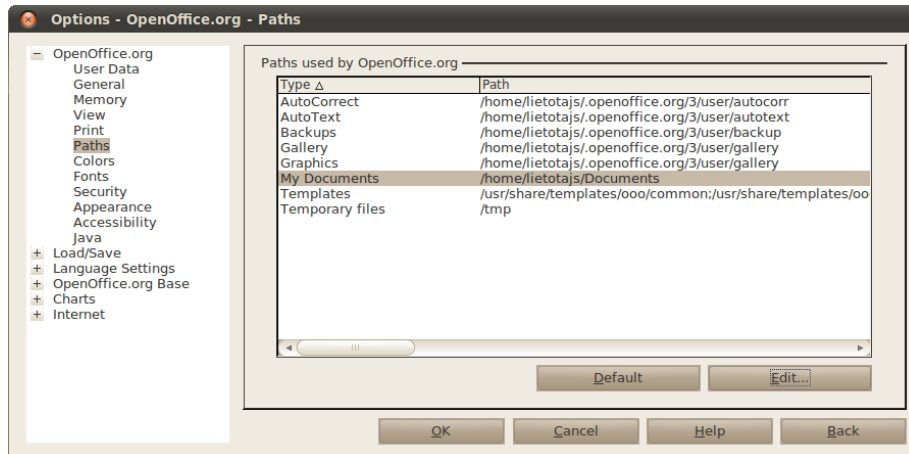 Options - OpenOffice.org - Paths
OpenOffice.org
User Data
General
Memory
View
Print
Paths
Colors
Fonts
Security
Appearance
Accessibility
Java
Load/Save
Language Settings
OpenOffice.org Base
Charts
Internet
Paths used by OpenOffice.org
Type Path
AutoCorrect /home/lietotajs/.openoffice.org/3/user/autocorr
AutoText /home/lietotajs/.openoffice.org/3/user/autotext
Backups /home/lietotajs/.openoffice.org/3/user/backup
Gallery /home/lietotajs/.openoffice.org/3/user/gallery
Graphics /home/lietotajs/.openoffice.org/3/user/gallery
My Documents /home/lietotajs/Documents
Templates /usr/share/templates/ooo/common;/usr/share/templates/oo
Temporary files /tmp
Default Edit...
OK Cancel Help Back